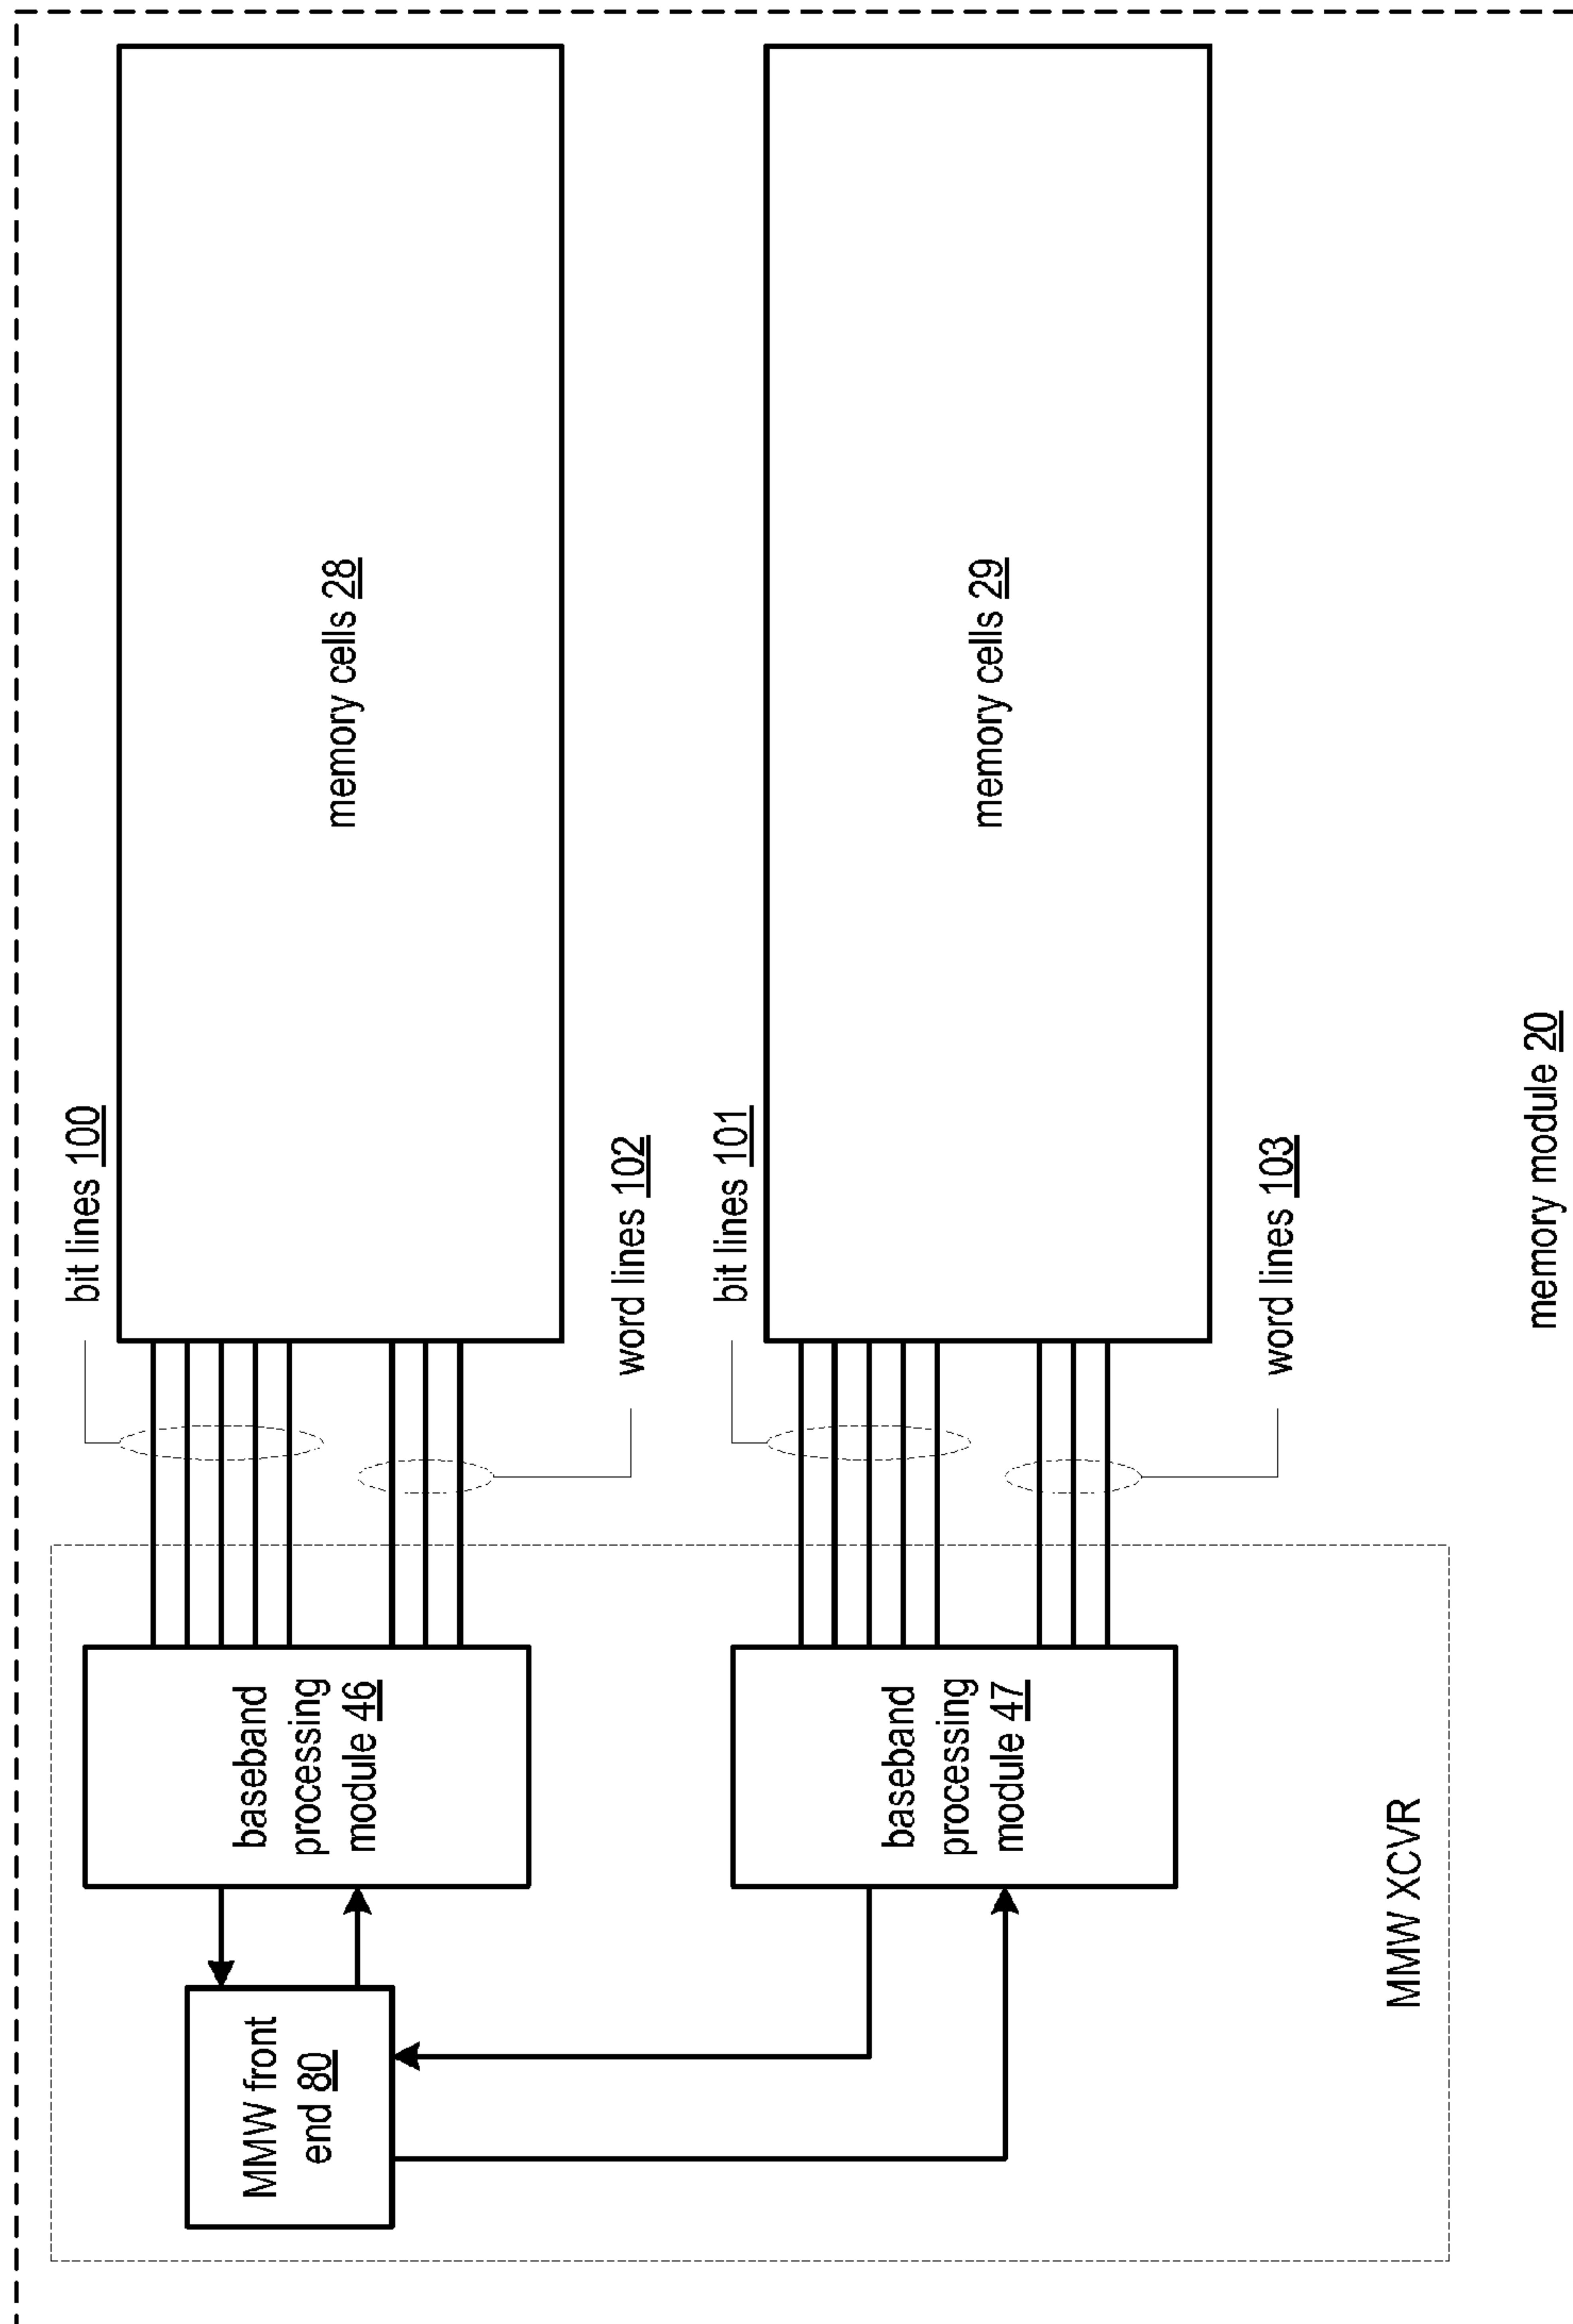 bit lines 100
memory cells 28
word lines 102
baseband
processing
module 46
MMW front
end 80
bit lines 101
memory cells 29
word lines 103
baseband
processing
module 47
MMW XCVR
memory module 20